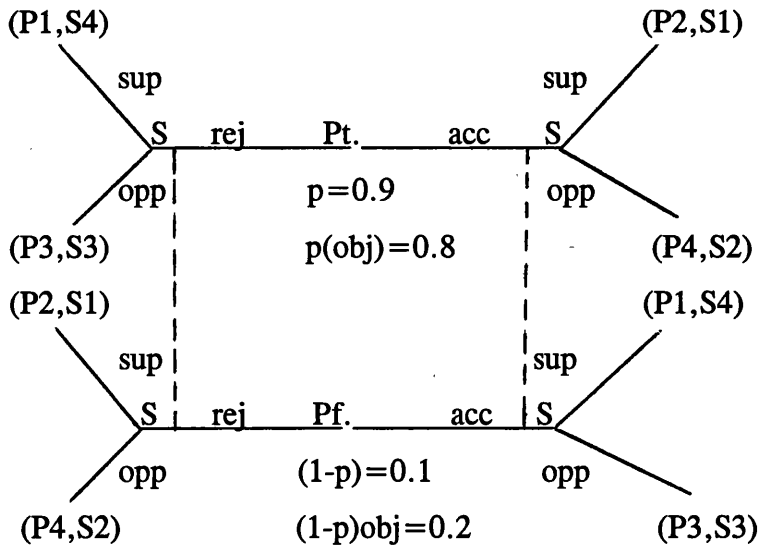 (P1,S4) (P2,S1)
sup sup
S rej Pt. acc S
opp p=0.9 opp
(P3,S3) p(obj)=0.8 (P4,S2)
(P2,S1) (P1,S4)
sup sup
S rej Pf. acc S
opp (1-p)=0.1 opp
(P4,S2) (1-p)obj=0.2 (P3,S3)